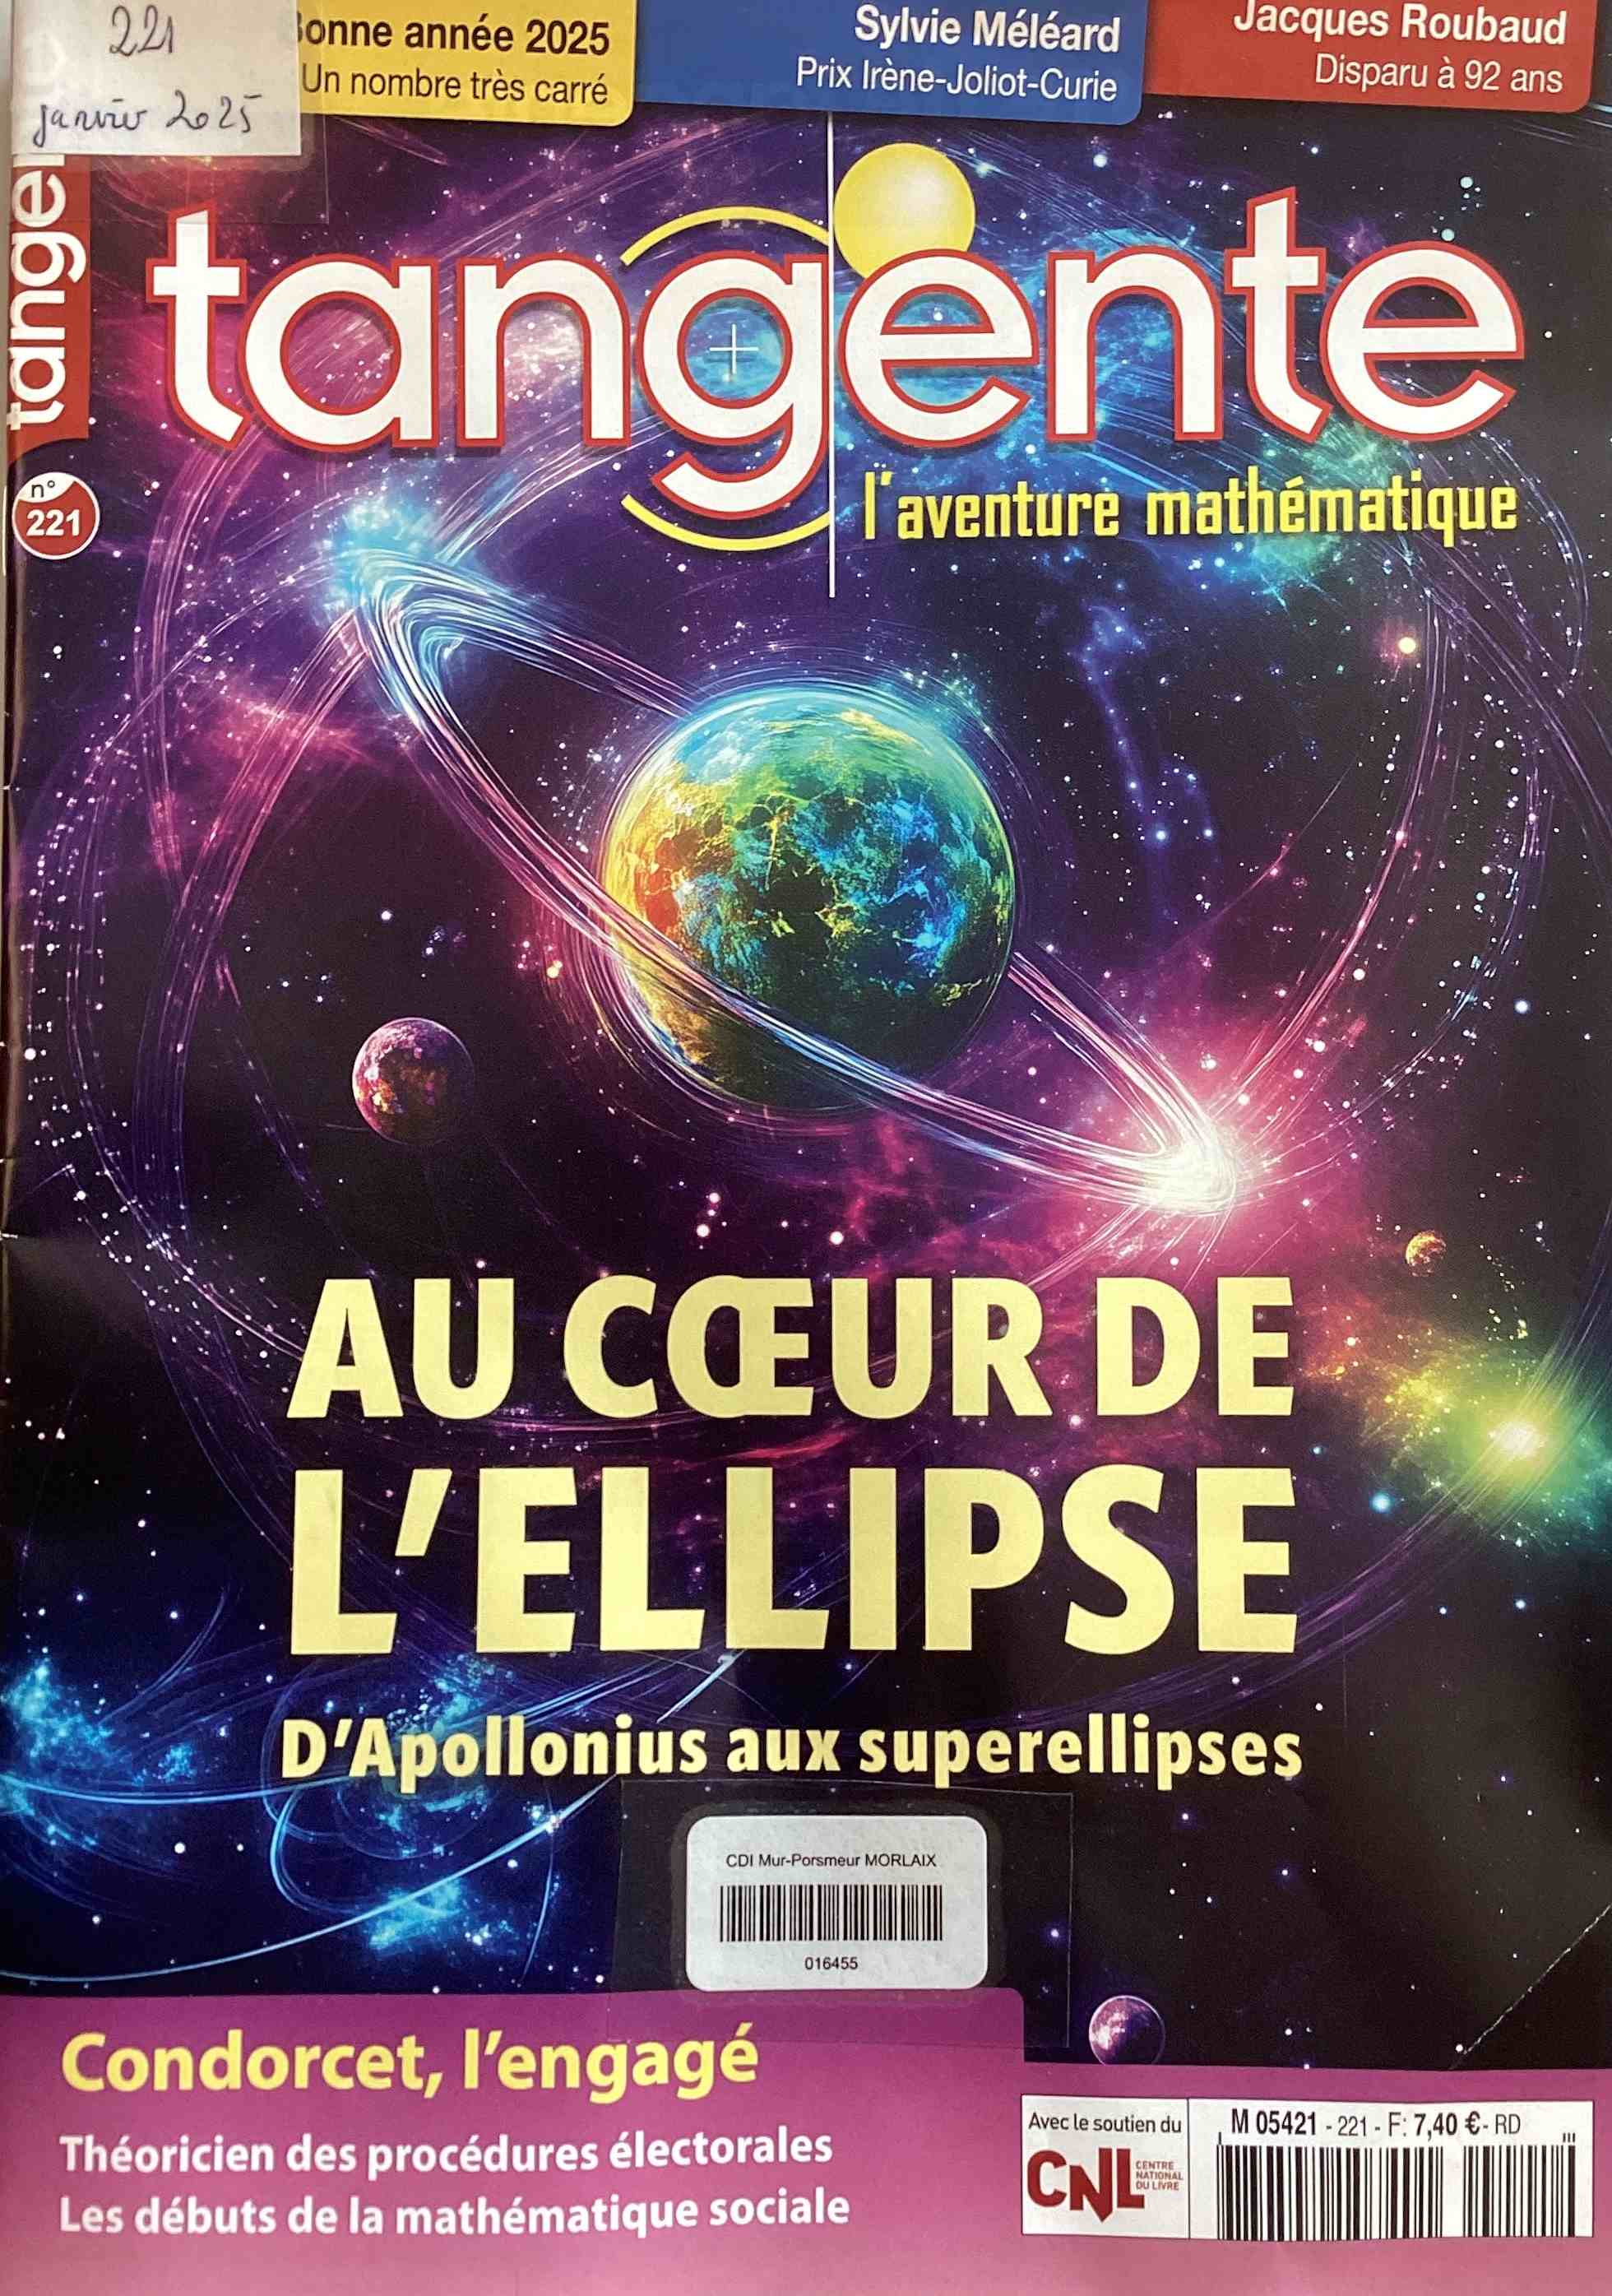 221
janvier 2025
onne année 2025
Un nombre très carré
Sylvie Méléard
Prix Irène-Joliot-Curie
Jacques Roubaud
Disparu à 92 ans
tange
n°
221
tangente
l'aventure mathématique
AU CŒUR DE
L'ELLIPSE
D'Apollonius aux superellipses
CDI Mur-Porsmeur MORLAIX
016455
Condorcet, l'engagé
Théoricien des procédures électorales
Les débuts de la mathématique sociale
Avec le soutien du
CNL
CENTRE
NATIONAL
DU LIVRE
M 05421 - 221 - F: 7,40 € - RD